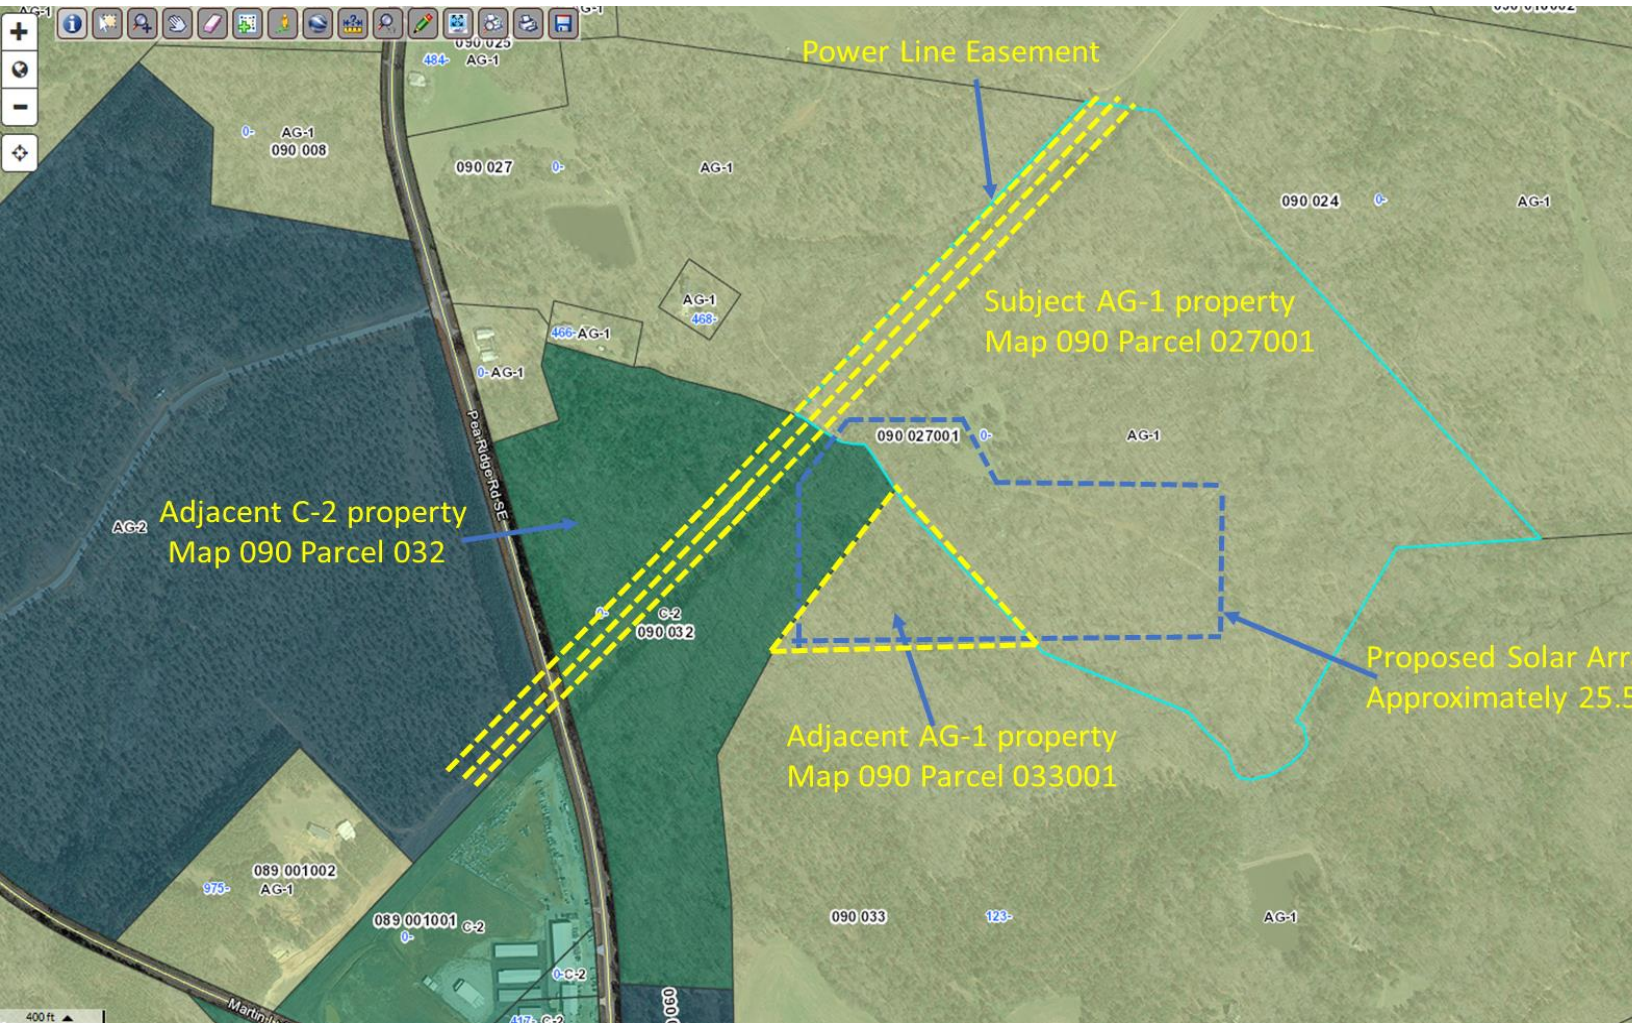 AG-1
G-1
090 025
484- AG-1
Power Line Easement
0- AG-1
090 008
090 027 0- AG-1
090 024 0- AG-1
AG-1
468-
466- AG-1
0- AG-1
Subject AG-1 property
Map 090 Parcel 027001
Pea Ridge Rd SE
090 027001 0- AG-1
Adjacent C-2 property
Map 090 Parcel 032
AG-2
0- C-2
090 032
Proposed Solar Arr
Approximately 25.5
Adjacent AG-1 property
Map 090 Parcel 033001
089 001002
975- AG-1
089 001001 C-2
0-
090 033 123- AG-1
0- C-2
417- C-2
090
Martin
400 ft